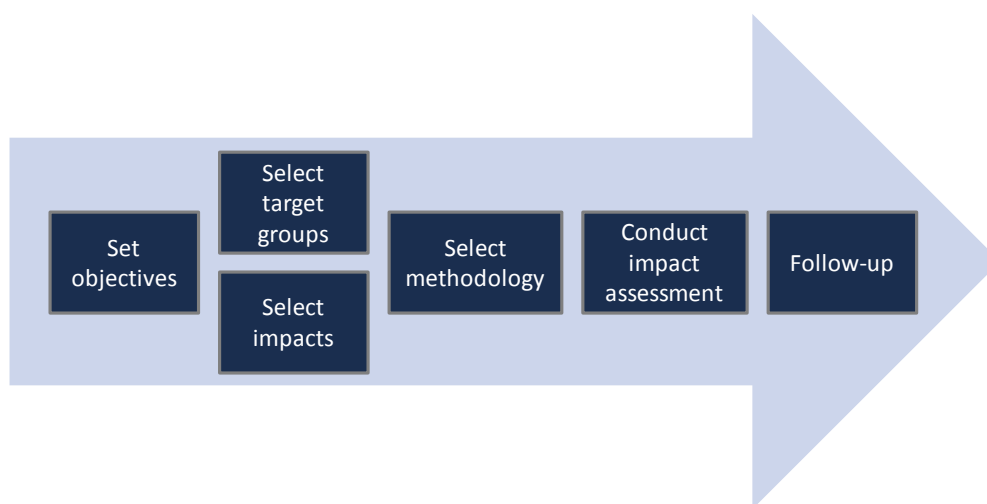 Set
objectives
Select
target
groups
Select
impacts
Select
methodology
Conduct
impact
assessment
Follow-up